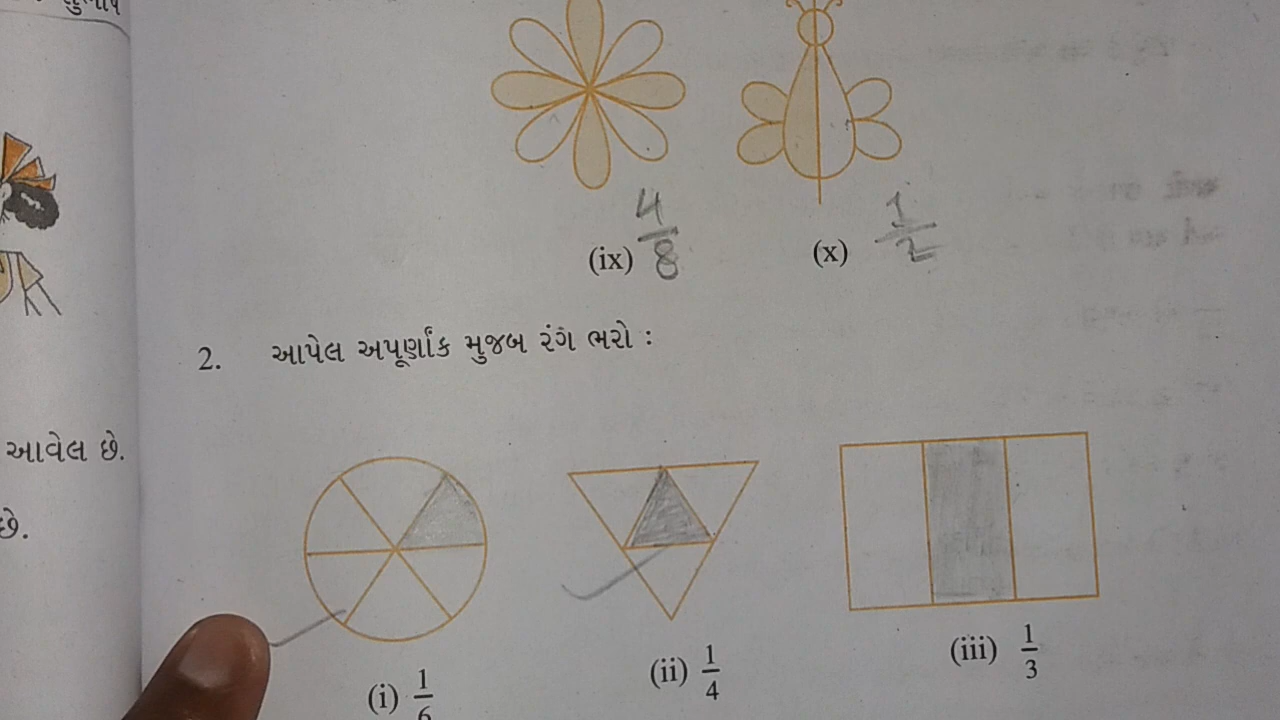 (ix) 4/8
(x) 1/2
2. આપેલ અપૂર્ણાંક મુજબ રંગ ભરો :
આવેલ છે.
છે.
(i) 1/6
(ii) 1/4
(iii) 1/3